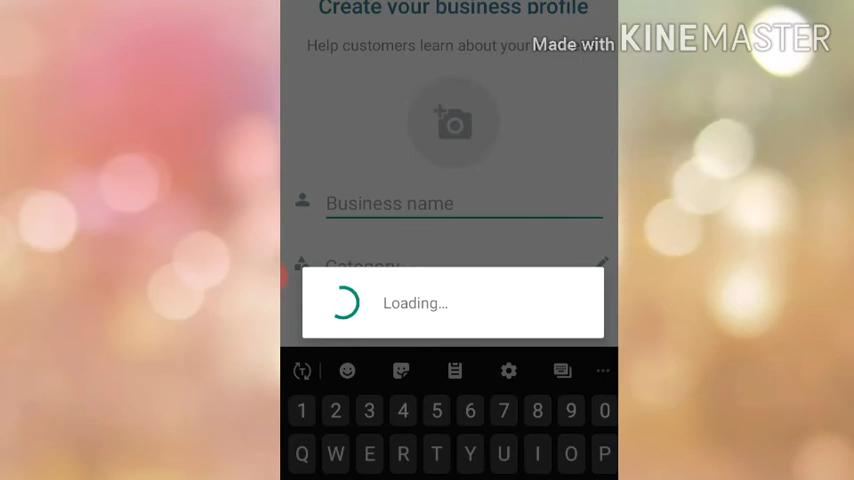 Create your business profile
Help customers learn about your
Made with KINEMASTER
Business name
Category
Loading...
1 2 3 4 5 6 7 8 9 0
Q W E R T Y U I O P